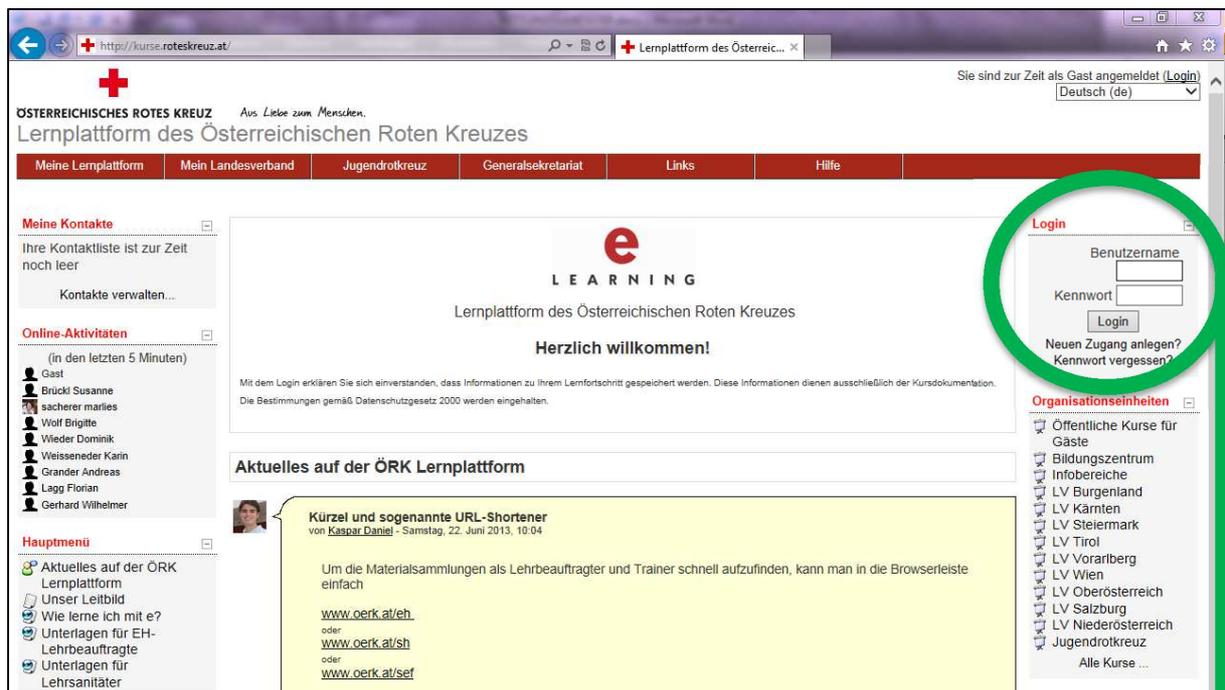 http://kurse.roteskreuz.at/
Lernplattform des Österreic...
Sie sind zur Zeit als Gast angemeldet (Login)
Deutsch (de)
ÖSTERREICHISCHES ROTES KREUZ
Aus Liebe zum Menschen.
Lernplattform des Österreichischen Roten Kreuzes
Meine Lernplattform
Mein Landesverband
Jugendrotkreuz
Generalsekretariat
Links
Hilfe
Meine Kontakte
Ihre Kontaktliste ist zur Zeit
noch leer
Kontakte verwalten...
Online-Aktivitäten
(in den letzten 5 Minuten)
Gast
Brückl Susanne
sacherer marlies
Wolf Brigitte
Wieder Dominik
Weisseneder Karin
Grander Andreas
Lagg Florian
Gerhard Wilhelmer
Hauptmenü
Aktuelles auf der ÖRK
Lernplattform
Unser Leitbild
Wie lerne ich mit e?
Unterlagen für EH-
Lehrbeauftragte
Unterlagen für
Lehrsanitäter
e
LEARNING
Lernplattform des Österreichischen Roten Kreuzes
Herzlich willkommen!
Mit dem Login erklären Sie sich einverstanden, dass Informationen zu Ihrem Lernfortschritt gespeichert werden. Diese Informationen dienen ausschließlich der Kursdokumentation.
Die Bestimmungen gemäß Datenschutzgesetz 2000 werden eingehalten.
Aktuelles auf der ÖRK Lernplattform
Kürzel und sogenannte URL-Shortener
von Kaspar Daniel - Samstag, 22. Juni 2013, 10:04
Um die Materialsammlungen als Lehrbeauftragter und Trainer schnell aufzufinden, kann man in die Browserleiste
einfach
www.oerk.at/eh
oder
www.oerk.at/sh
oder
www.oerk.at/sef
Login
Benutzername
Kennwort
Login
Neuen Zugang anlegen?
Kennwort vergessen?
Organisationseinheiten
Öffentliche Kurse für
Gäste
Bildungszentrum
Infobereiche
LV Burgenland
LV Kärnten
LV Steiermark
LV Tirol
LV Vorarlberg
LV Wien
LV Oberösterreich
LV Salzburg
LV Niederösterreich
Jugendrotkreuz
Alle Kurse ...